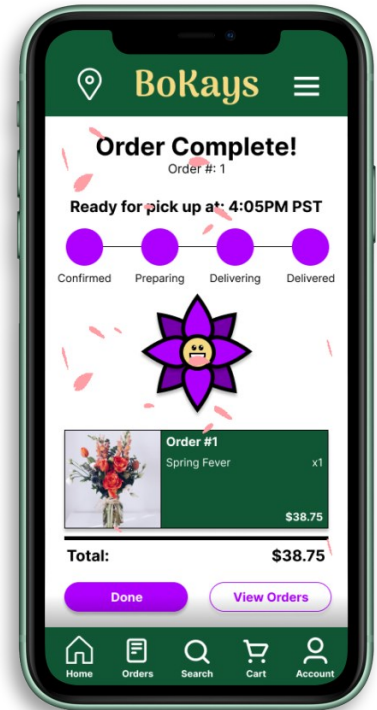 BoKays
Order Complete!
Order #: 1
Ready for pick up at: 4:05PM PST
Confirmed Preparing Delivering Delivered
Order #1
Spring Fever x1
$38.75
Total: $38.75
Done View Orders
Home Orders Search Cart Account